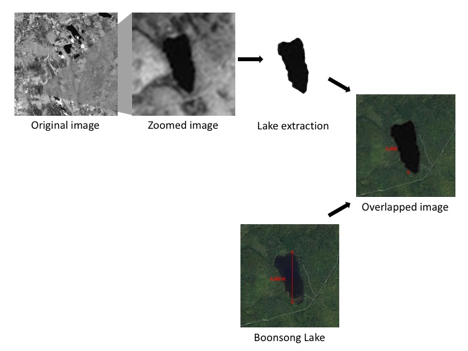 Original image
Zoomed image
Lake extraction
Overlapped image
Boonsong Lake